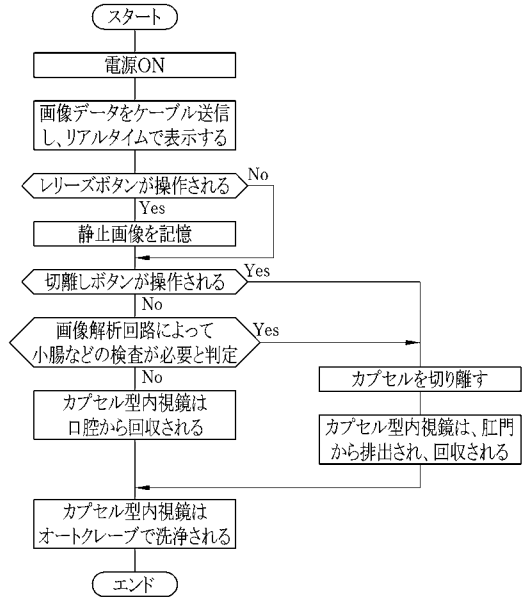 スタート
電源ON
画像データをケーブル送信
し、リアルタイムで表示する
レリーズボタンが操作される
No
Yes
静止画像を記憶
切離しボタンが操作される
Yes
No
画像解析回路によって
小腸などの検査が必要と判定
Yes
No
カプセルを切り離す
カプセル型内視鏡は
口腔から回収される
カプセル型内視鏡は、肛門
から排出され、回収される
カプセル型内視鏡は
オートクレーブで洗浄される
エンド